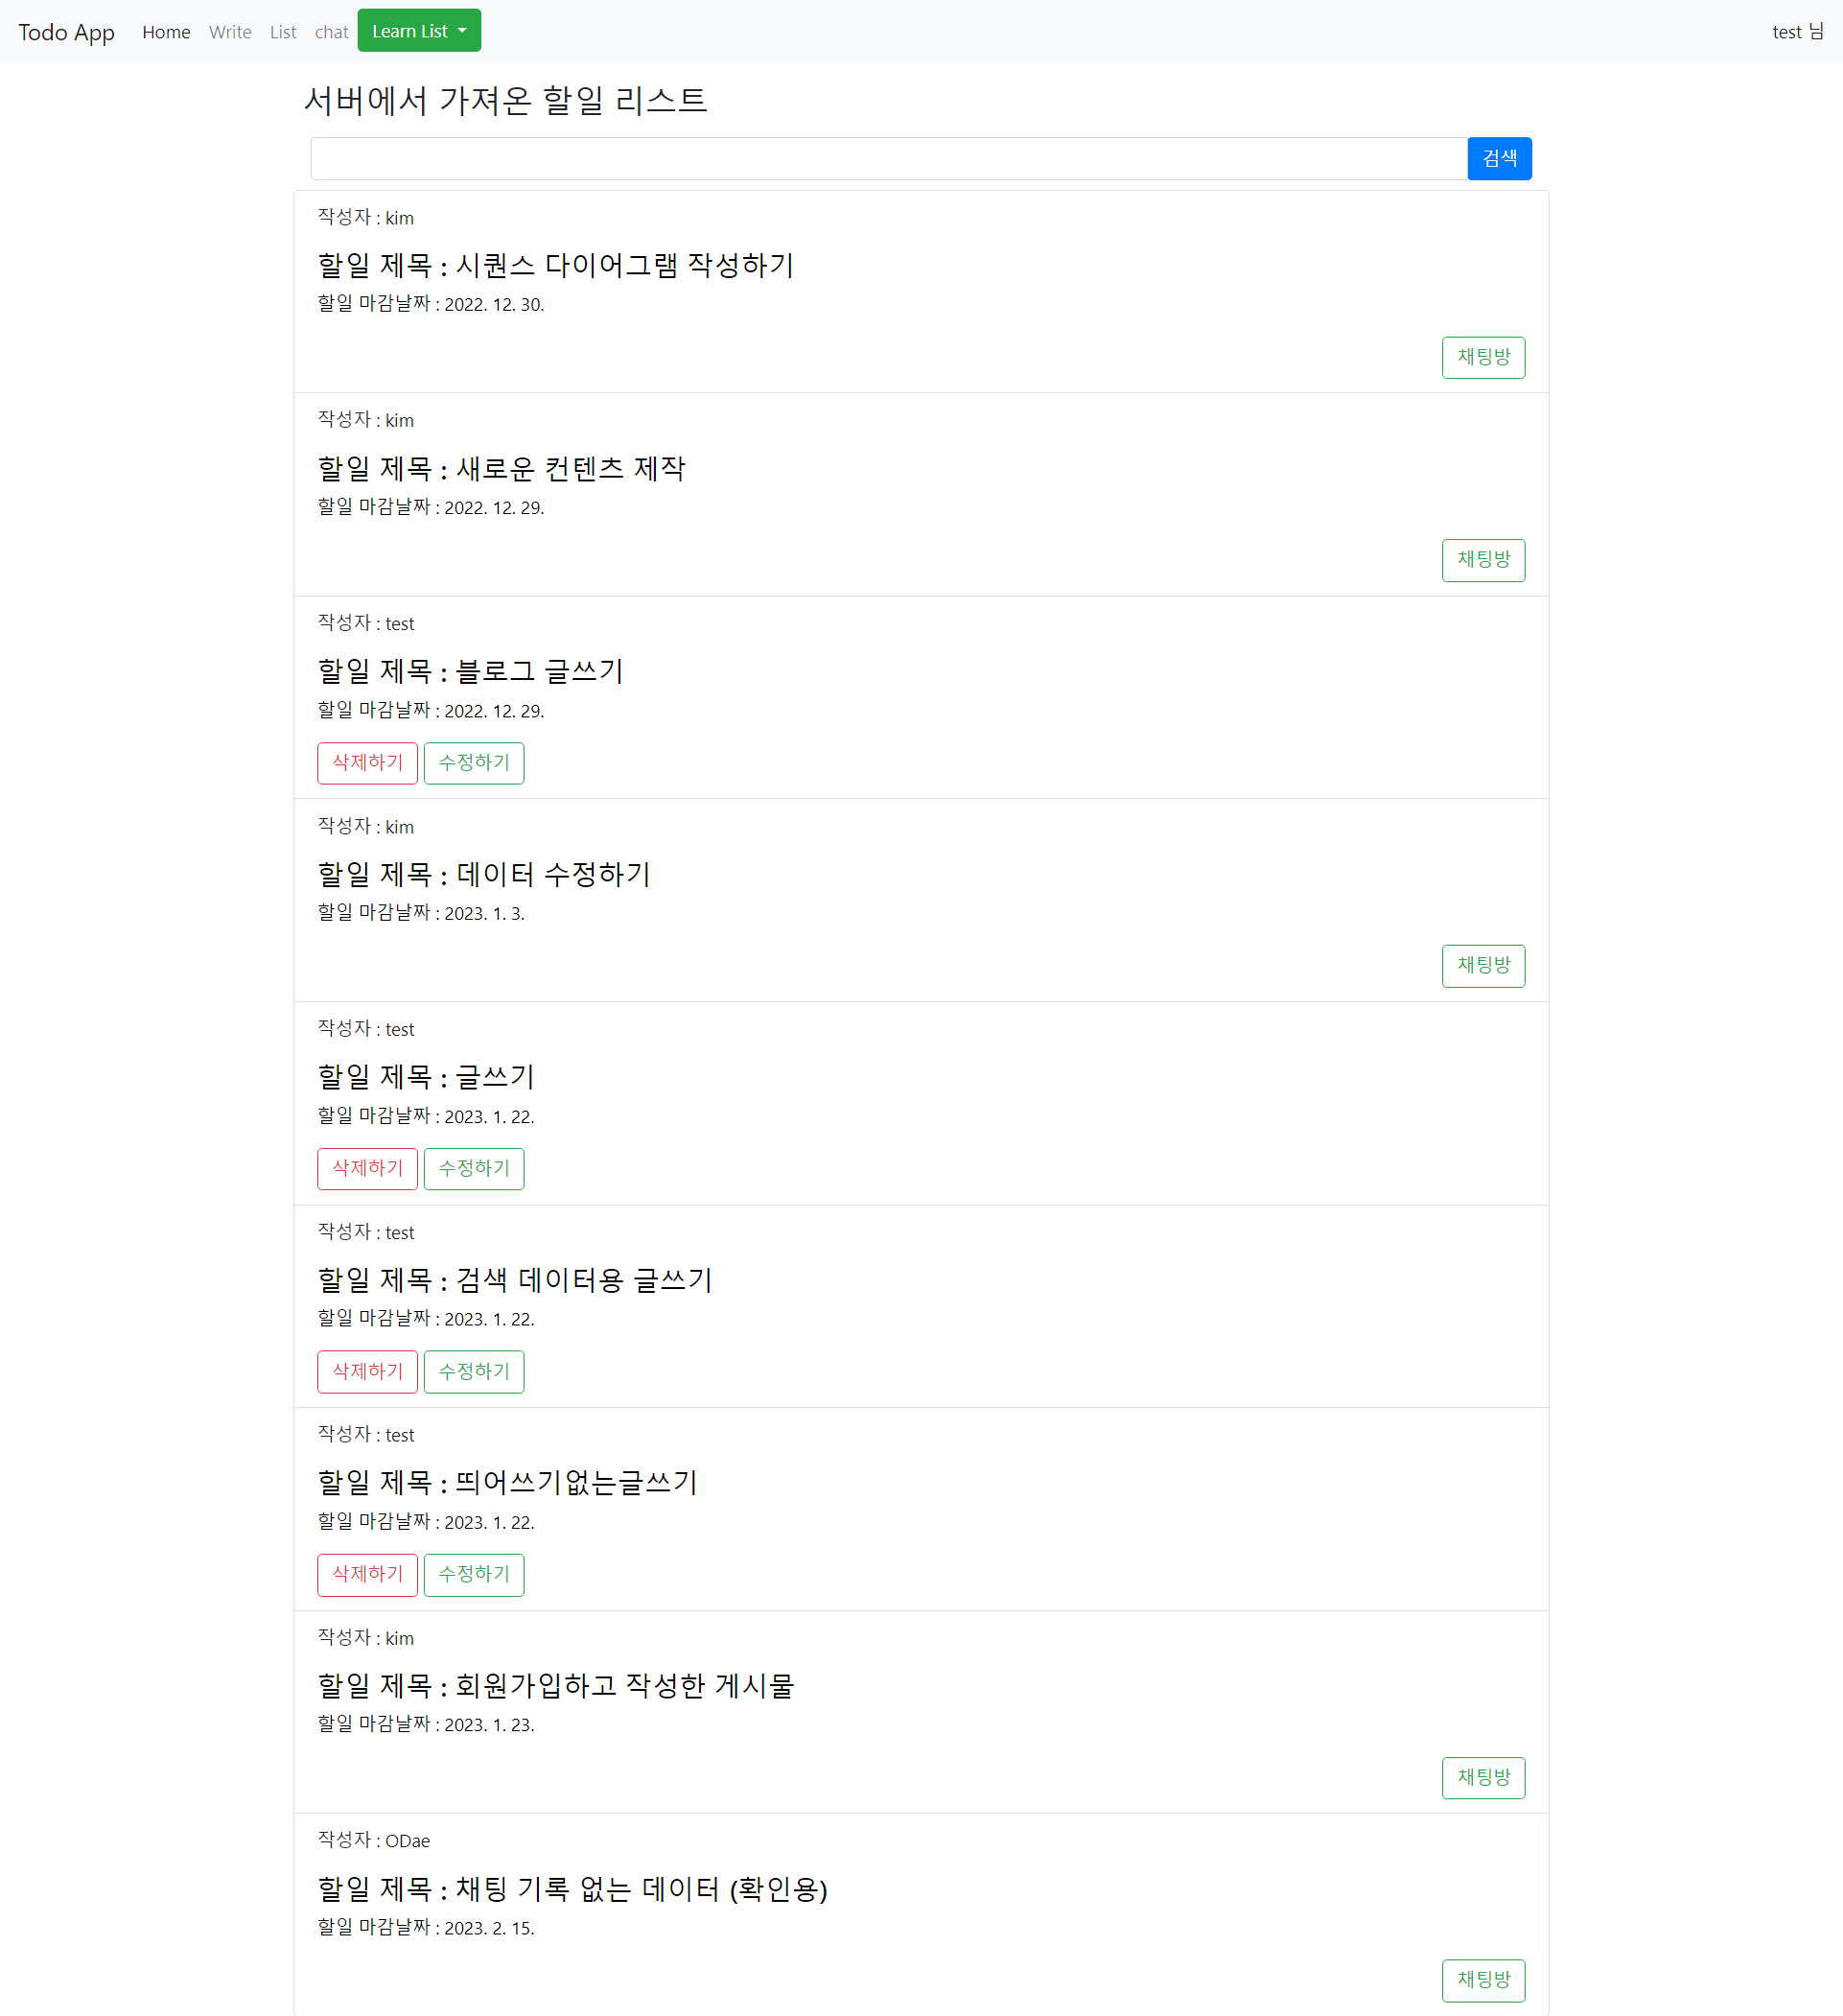 Todo App Home Write List chat Learn List test 님
서버에서 가져온 할일 리스트
검색
작성자 : kim
할일 제목 : 시퀀스 다이어그램 작성하기
할일 마감날짜 : 2022. 12. 30.
채팅방
작성자 : kim
할일 제목 : 새로운 컨텐츠 제작
할일 마감날짜 : 2022. 12. 29.
채팅방
작성자 : test
할일 제목 : 블로그 글쓰기
할일 마감날짜 : 2022. 12. 29.
삭제하기 수정하기
작성자 : kim
할일 제목 : 데이터 수정하기
할일 마감날짜 : 2023. 1. 3.
채팅방
작성자 : test
할일 제목 : 글쓰기
할일 마감날짜 : 2023. 1. 22.
삭제하기 수정하기
작성자 : test
할일 제목 : 검색 데이터용 글쓰기
할일 마감날짜 : 2023. 1. 22.
삭제하기 수정하기
작성자 : test
할일 제목 : 띄어쓰기없는글쓰기
할일 마감날짜 : 2023. 1. 22.
삭제하기 수정하기
작성자 : kim
할일 제목 : 회원가입하고 작성한 게시물
할일 마감날짜 : 2023. 1. 23.
채팅방
작성자 : ODae
할일 제목 : 채팅 기록 없는 데이터 (확인용)
할일 마감날짜 : 2023. 2. 15.
채팅방